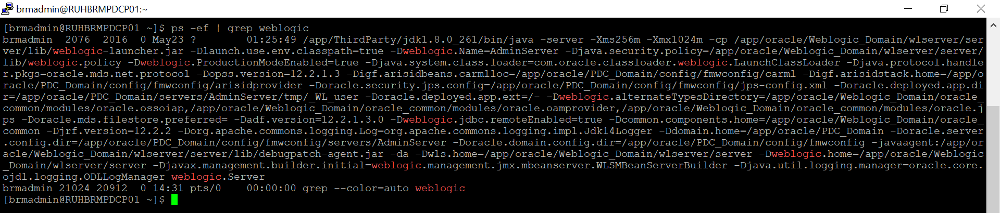 brmadmin@RUHBRMPDCP01:~
[brmadmin@RUHBRMPDCP01 ~]$ ps -ef | grep weblogic
brmadmin  2076  2016  0 May23 ?        01:25:49 /app/ThirdParty/jdk1.8.0_261/bin/java -server -Xms256m -Xmx1024m -cp /app/oracle/Weblogic_Domain/wlserver/ser
ver/lib/weblogic-launcher.jar -Dlaunch.use.env.classpath=true -Dweblogic.Name=AdminServer -Djava.security.policy=/app/oracle/Weblogic_Domain/wlserver/server/
lib/weblogic.policy -Dweblogic.ProductionModeEnabled=true -Djava.system.class.loader=com.oracle.classloader.weblogic.LaunchClassLoader -Djava.protocol.handle
r.pkgs=oracle.mds.net.protocol -Dopss.version=12.2.1.3 -Digf.arisidbeans.carmlloc=/app/oracle/PDC_Domain/config/fmwconfig/carml -Digf.arisidstack.home=/app/o
racle/PDC_Domain/config/fmwconfig/arisidprovider -Doracle.security.jps.config=/app/oracle/PDC_Domain/config/fmwconfig/jps-config.xml -Doracle.deployed.app.di
r=/app/oracle/PDC_Domain/servers/AdminServer/tmp/_WL_user -Doracle.deployed.app.ext=/- -Dweblogic.alternateTypesDirectory=/app/oracle/Weblogic_Domain/oracle_
common/modules/oracle.ossoiap,/app/oracle/Weblogic_Domain/oracle_common/modules/oracle.oamprovider,/app/oracle/Weblogic_Domain/oracle_common/modules/oracle.j
ps -Doracle.mds.filestore.preferred= -Dadf.version=12.2.1.3.0 -Dweblogic.jdbc.remoteEnabled=true -Dcommon.components.home=/app/oracle/Weblogic_Domain/oracle_
common -Djrf.version=12.2.2 -Dorg.apache.commons.logging.Log=org.apache.commons.logging.impl.Jdk14Logger -Ddomain.home=/app/oracle/PDC_Domain -Doracle.server
.config.dir=/app/oracle/PDC_Domain/config/fmwconfig/servers/AdminServer -Doracle.domain.config.dir=/app/oracle/PDC_Domain/config/fmwconfig -javaagent:/app/or
acle/Weblogic_Domain/wlserver/server/lib/debugpatch-agent.jar -da -Dwls.home=/app/oracle/Weblogic_Domain/wlserver/server -Dweblogic.home=/app/oracle/Weblogic
_Domain/wlserver/server -Djavax.management.builder.initial=weblogic.management.jmx.mbeanserver.WLSMBeanServerBuilder -Djava.util.logging.manager=oracle.core.
ojdl.logging.ODLLogManager weblogic.Server
brmadmin 21024 20912  0 14:31 pts/0    00:00:00 grep --color=auto weblogic
[brmadmin@RUHBRMPDCP01 ~]$